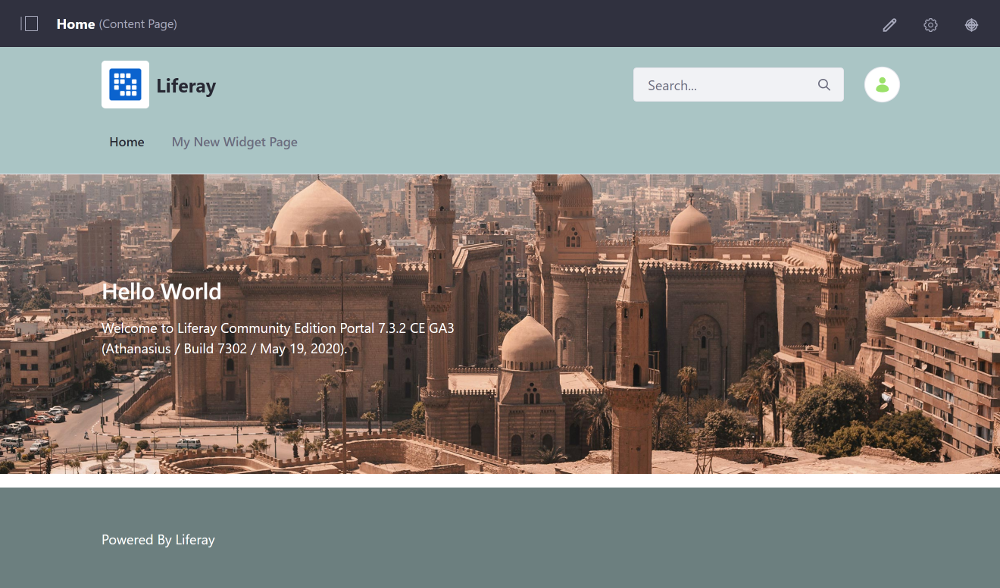 Home (Content Page)
Liferay
Search...
Home My New Widget Page
Hello World
Welcome to Liferay Community Edition Portal 7.3.2 CE GA3
(Athanasius / Build 7302 / May 19, 2020).
Powered By Liferay